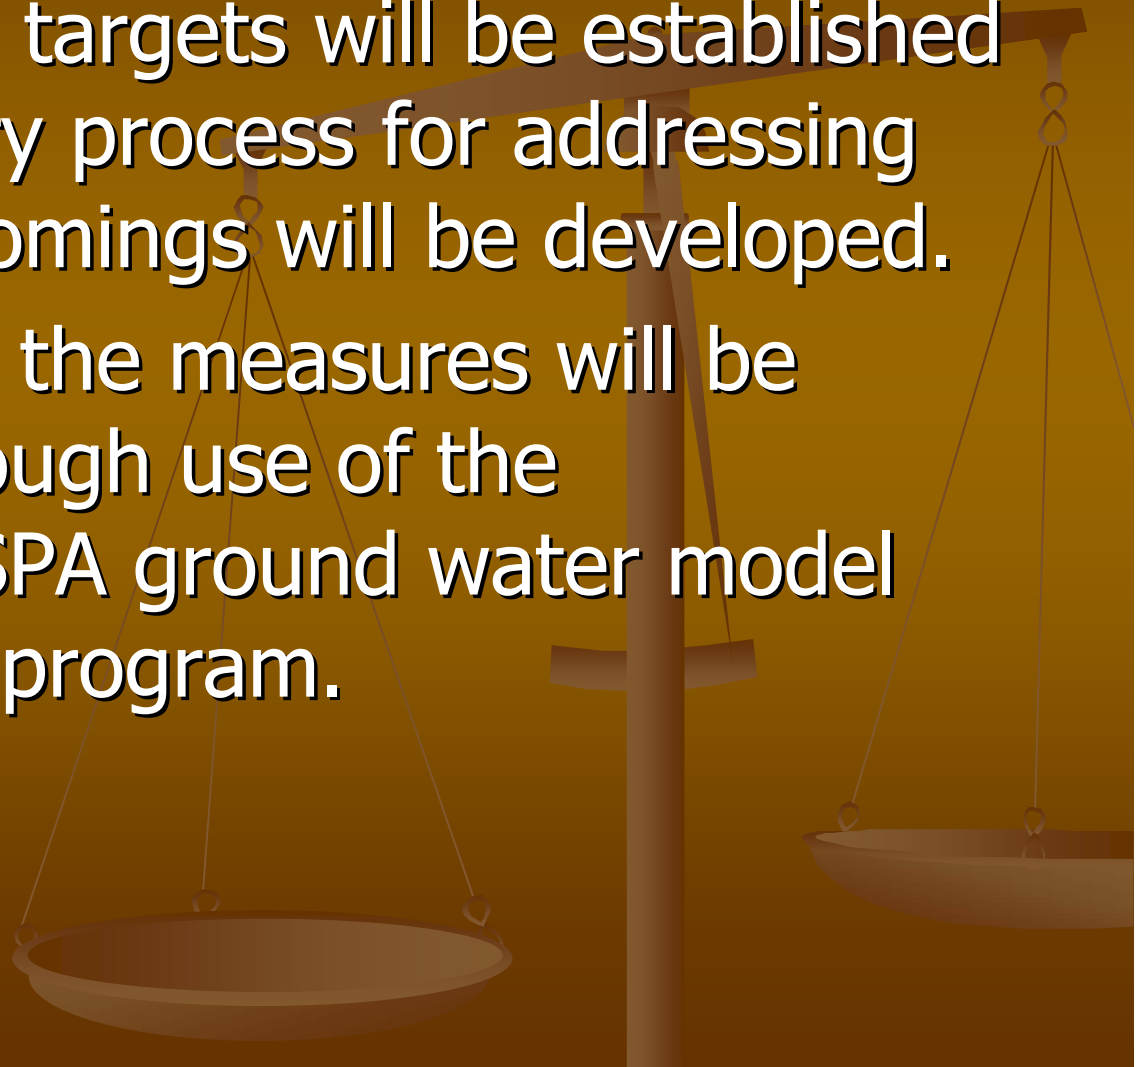 targets will be established
ry process for addressing
omings will be developed.
the measures will be
ough use of the
SPA ground water model
program.